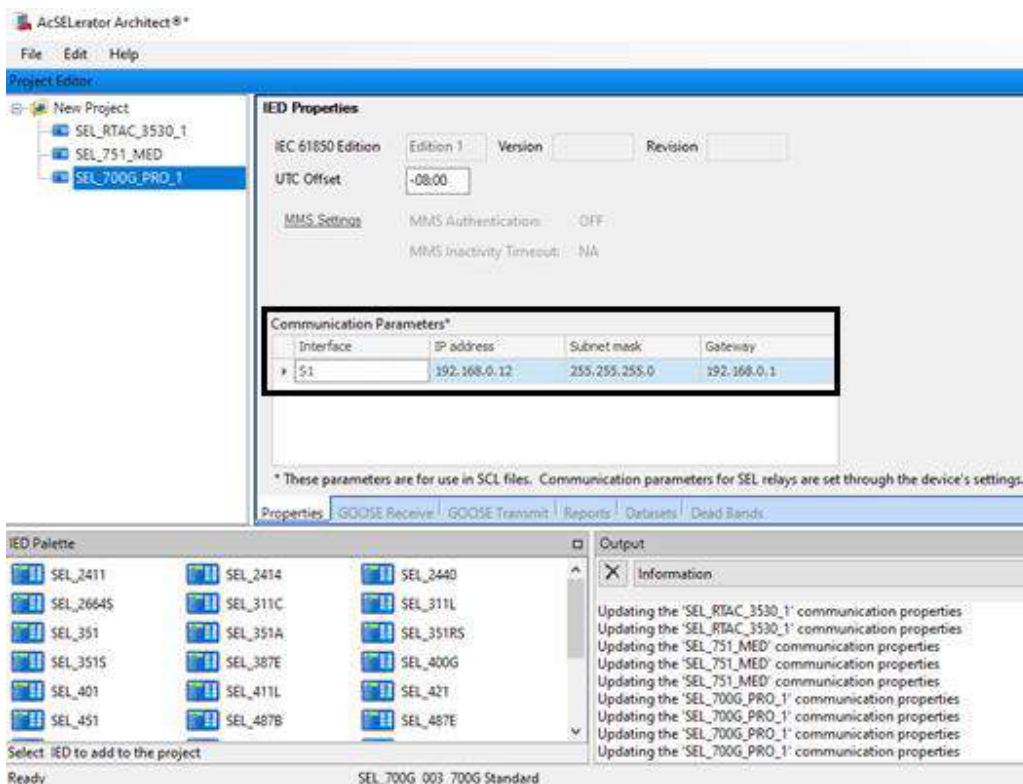 AcSELerator Architect®*
File Edit Help
Project Editor
New Project
SEL_RTAC_3530_1
SEL_751_MED
SEL_700G_PRO_1
IED Properties
IEC 61850 Edition Edition 1 Version Revision
UTC Offset -08:00
MMS Settings MMS Authentication: OFF
MMS Inactivity Timeout: NA
Communication Parameters*
Interface IP address Subnet mask Gateway
S1 192.168.0.12 255.255.255.0 192.168.0.1
* These parameters are for use in SCL files. Communication parameters for SEL relays are set through the device's settings.
Properties GOOSE Receive GOOSE Transmit Reports Datasets Dead Bands
IED Palette
SEL_2411 SEL_2414 SEL_2440
SEL_2664S SEL_311C SEL_311L
SEL_351 SEL_351A SEL_351RS
SEL_351S SEL_387E SEL_400G
SEL_401 SEL_411L SEL_421
SEL_451 SEL_487B SEL_487E
Select IED to add to the project
Output
Information
Updating the 'SEL_RTAC_3530_1' communication properties
Updating the 'SEL_RTAC_3530_1' communication properties
Updating the 'SEL_751_MED' communication properties
Updating the 'SEL_751_MED' communication properties
Updating the 'SEL_751_MED' communication properties
Updating the 'SEL_700G_PRO_1' communication properties
Updating the 'SEL_700G_PRO_1' communication properties
Updating the 'SEL_700G_PRO_1' communication properties
Updating the 'SEL_700G_PRO_1' communication properties
Ready SEL_700G_003 700G Standard